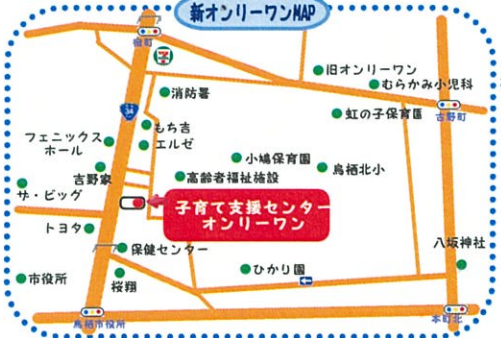 新オンリーワンMAP
桧町
旧オンリーワン
むらかみ小児科
消防署
34
古野町
もち吉
虹の子保育園
フェニックス
ホール
エルゼ
小鳩保育園
鳥栖北小
吉野家
高齢者福祉施設
ザ・ビッグ
子育て支援センター
オンリーワン
トヨタ
八坂神社
保健センター
ひかり園
市役所
桜翔
鳥栖市役所
本町北